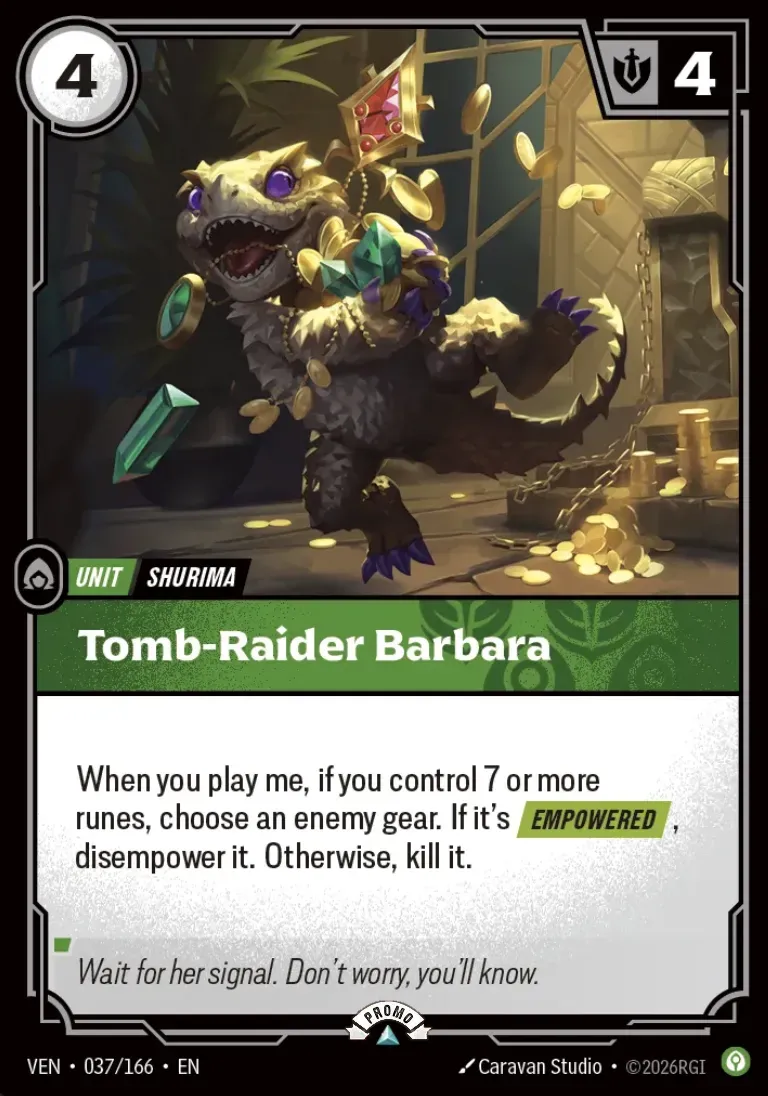 4
4
UNIT
SHURIMA
Tomb-Raider Barbara
When you play me, if you control 7 or more
runes, choose an enemy gear. If it's EMPOWERED ,
disempower it. Otherwise, kill it.
Wait for her signal. Don't worry, you'll know.
PROMO
VEN • 037/166 • EN
Caravan Studio • ©2026RGI